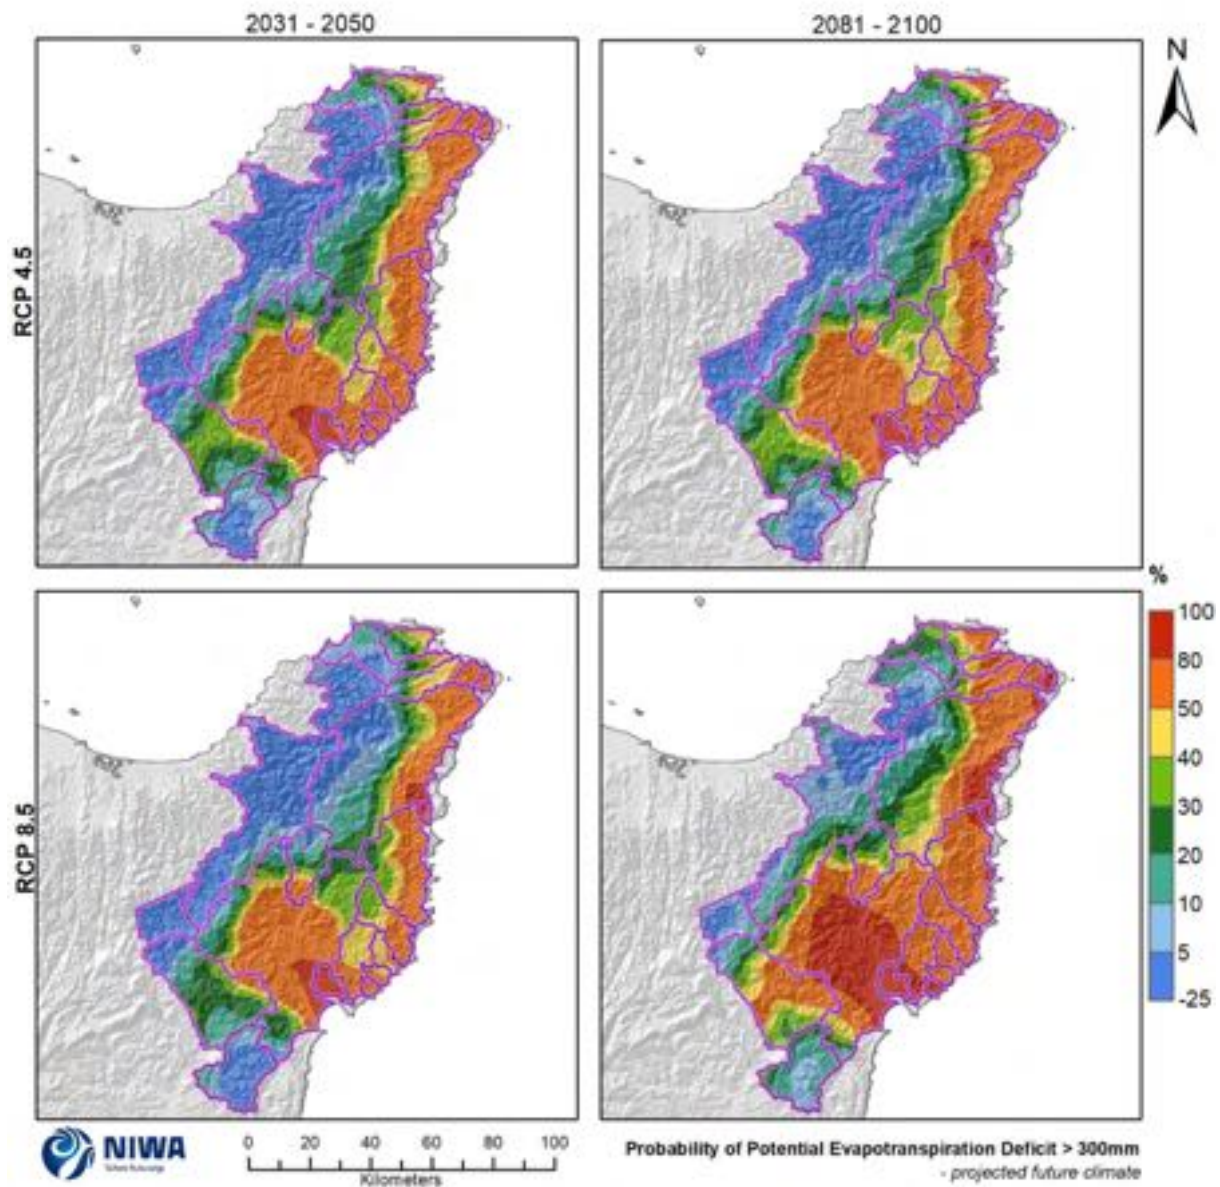 2031 - 2050
2081 - 2100
N
RCP 4.5
RCP 8.5
%
100
80
50
40
30
20
10
5
-25
NIWA
0 20 40 60 80 100
Kilometers
Probability of Potential Evapotranspiration Deficit > 300mm
- projected future climate